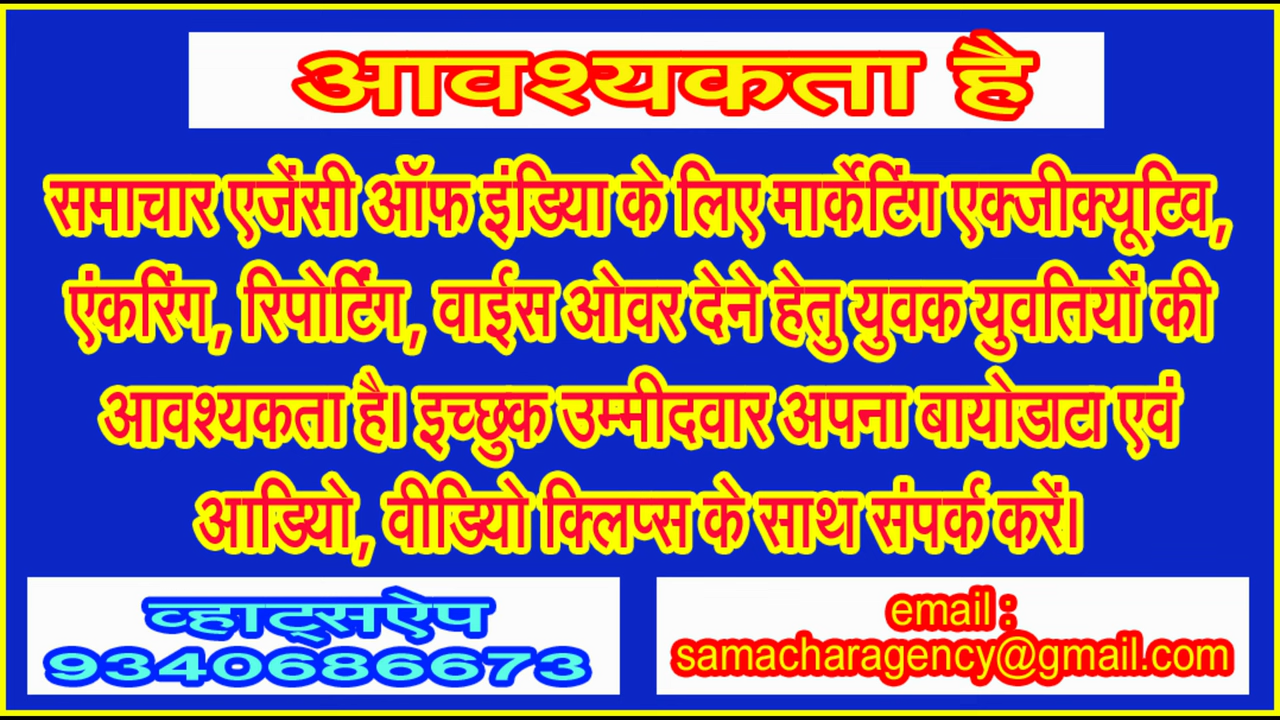 आवश्यकता है
समाचार एजेंसी ऑफ इंडिया के लिए मार्केटिंग एक्जीक्यूटिव,
एंकरिंग, रिपोर्टिंग, वाईस ओवर देने हेतु युवक युवतियों की
आवश्यकता है। इच्छुक उम्मीदवार अपना बायोडाटा एवं
आडियो, वीडियो क्लिप्स के साथ संपर्क करें।
व्हाट्सऐप
9340686673
email :
samacharagency@gmail.com